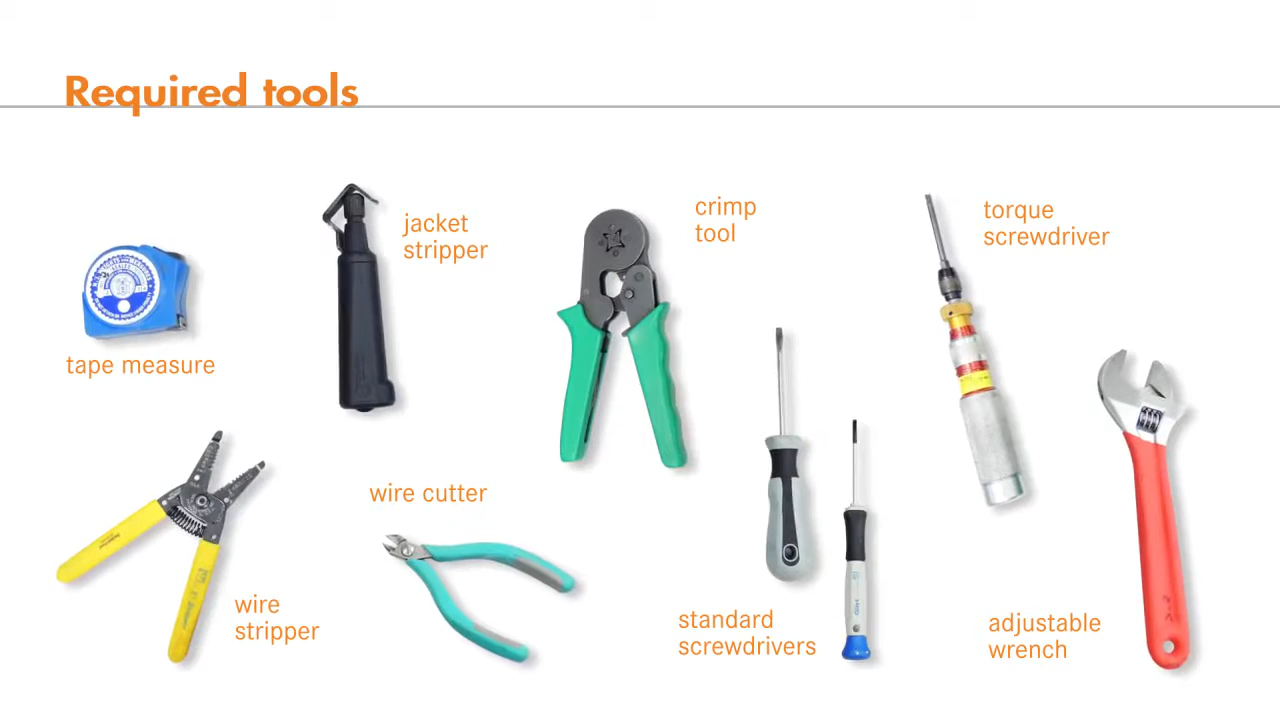 Required tools
tape measure
jacket
stripper
crimp
tool
torque
screwdriver
wire
stripper
wire cutter
standard
screwdrivers
adjustable
wrench